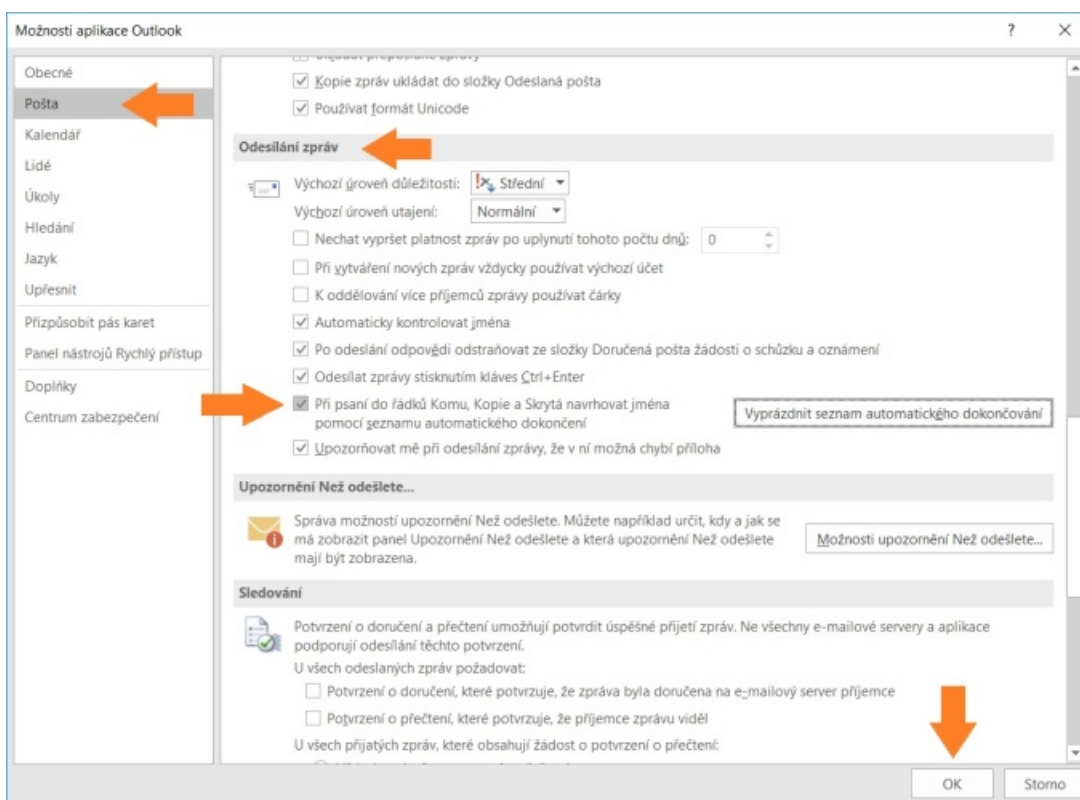 Možnosti aplikace Outlook
?
Obecné
Pošta
Kalendář
Lidé
Úkoly
Hledání
Jazyk
Upřesnit
Přizpůsobit pás karet
Panel nástrojů Rychlý přístup
Doplňky
Centrum zabezpečení
Kopie zpráv ukládat do složky Odeslaná pošta
Používat formát Unicode
Odesílání zpráv
Výchozí úroveň důležitosti: Střední
Výchozí úroveň utajení: Normální
Nechat vypršet platnost zpráv po uplynutí tohoto počtu dnů: 0
Při vytváření nových zpráv vždycky používat výchozí účet
K oddělování více příjemců zprávy používat čárky
Automaticky kontrolovat jména
Po odeslání odpovědi odstraňovat ze složky Doručená pošta žádosti o schůzku a oznámení
Odesílat zprávy stisknutím kláves Ctrl+Enter
Při psaní do řádků Komu, Kopie a Skrytá navrhovat jména
pomocí seznamu automatického dokončení
Vyprázdnit seznam automatického dokončování
Upozorňovat mě při odesílání zprávy, že v ní možná chybí příloha
Upozornění Než odešlete...
Správa možností upozornění Než odešlete. Můžete například určit, kdy a jak se
má zobrazit panel Upozornění Než odešlete a která upozornění Než odešlete
mají být zobrazena.
Možnosti upozornění Než odešlete...
Sledování
Potvrzení o doručení a přečtení umožňují potvrdit úspěšné přijetí zpráv. Ne všechny e-mailové servery a aplikace
podporují odesílání těchto potvrzení.
U všech odeslaných zpráv požadovat:
Potvrzení o doručení, které potvrzuje, že zpráva byla doručena na e-mailový server příjemce
Potvrzení o přečtení, které potvrzuje, že příjemce zprávu viděl
U všech přijatých zpráv, které obsahují žádost o potvrzení o přečtení:
OK
Storno